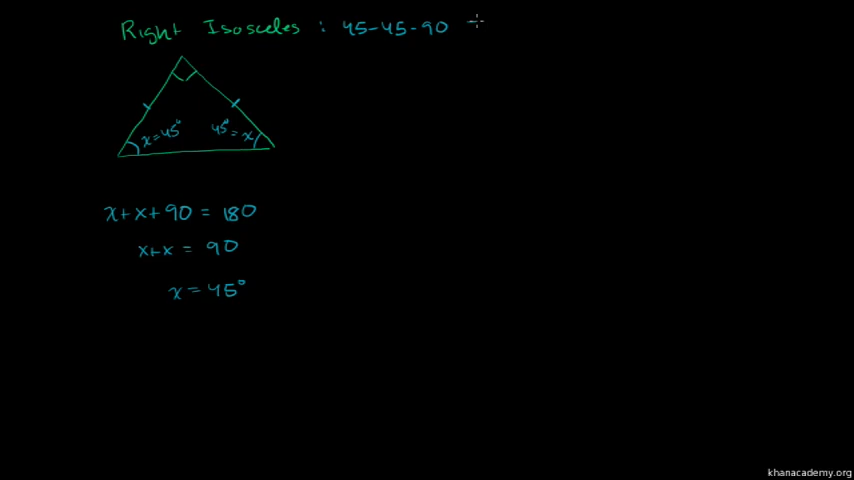 Right Isosceles : 45-45-90
x=45° 45°=x
x+x+90 = 180
x+x = 90
x=45°
khanacademy.org